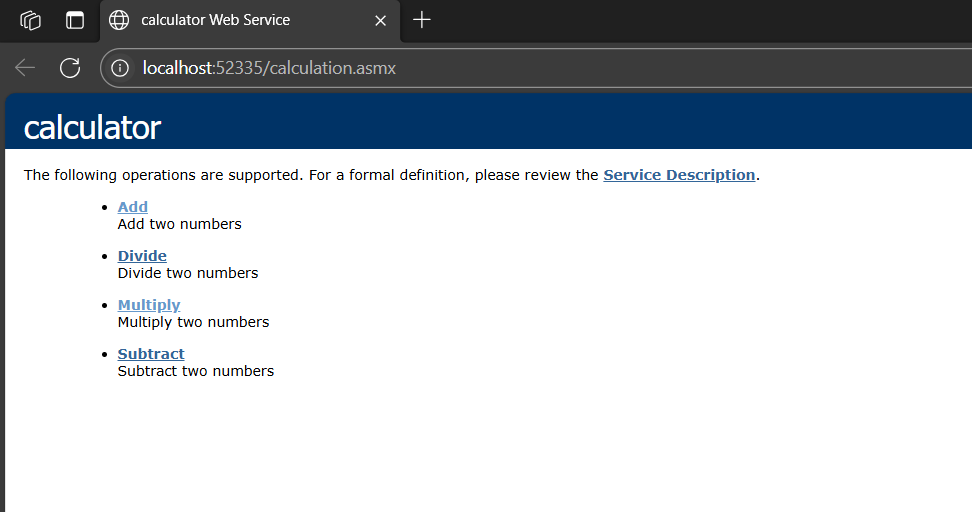 calculator Web Service
localhost:52335/calculation.asmx
calculator
The following operations are supported. For a formal definition, please review the Service Description.
Add
Add two numbers
Divide
Divide two numbers
Multiply
Multiply two numbers
Subtract
Subtract two numbers